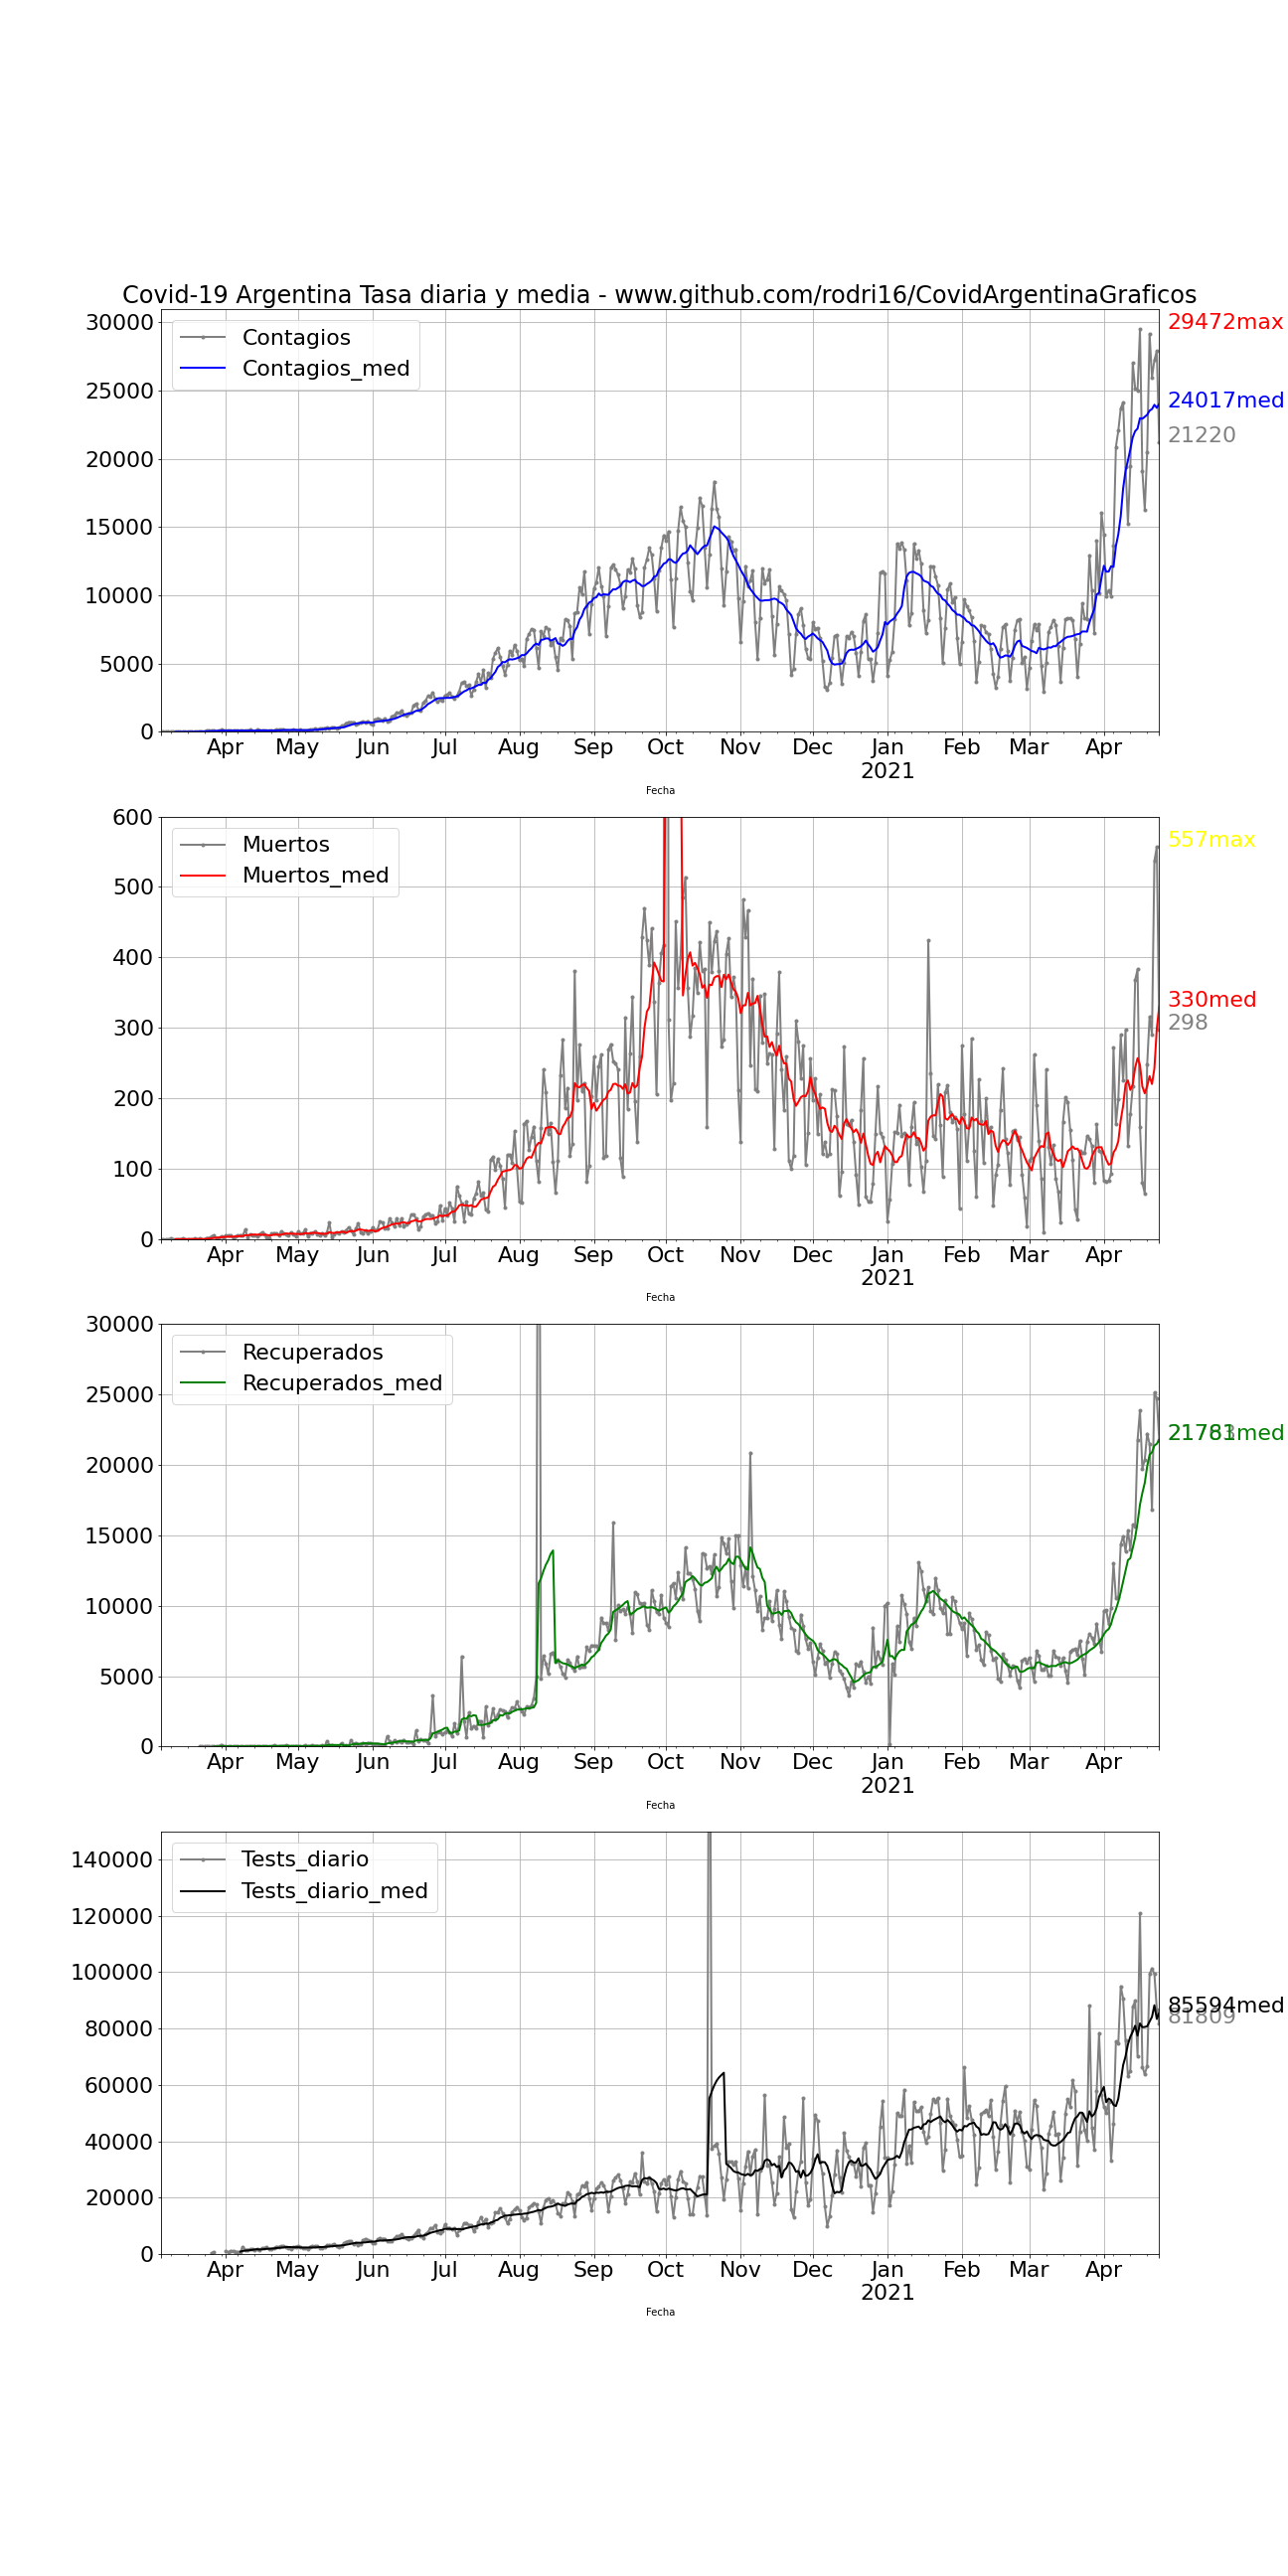 Covid-19 Argentina Tasa diaria y media - www.github.com/rodri16/CovidArgentinaGraficos
30000
25000
20000
15000
10000
5000
0
Contagios
Contagios_med
29472max
24017med
21220
Apr May Jun Jul Aug Sep Oct Nov Dec Jan Feb Mar Apr
2021
Fecha
600
500
400
300
200
100
0
Muertos
Muertos_med
557max
330med
298
Apr May Jun Jul Aug Sep Oct Nov Dec Jan Feb Mar Apr
2021
Fecha
30000
25000
20000
15000
10000
5000
0
Recuperados
Recuperados_med
21781med
Apr May Jun Jul Aug Sep Oct Nov Dec Jan Feb Mar Apr
2021
Fecha
140000
120000
100000
80000
60000
40000
20000
0
Tests_diario
Tests_diario_med
85594med
81809
Apr May Jun Jul Aug Sep Oct Nov Dec Jan Feb Mar Apr
2021
Fecha